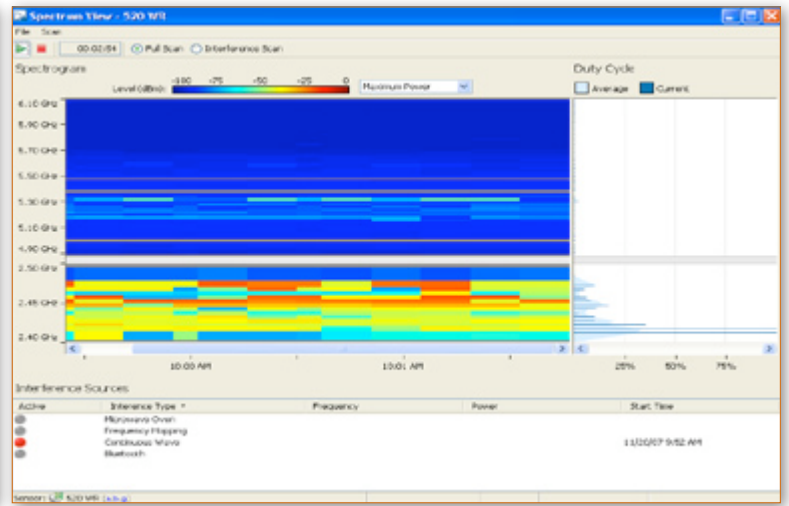 Spectrum View - 520 WR
File Scan
00:02:54 Full Scan Interference Scan
Spectrogram
Duty Cycle
Level (dBm): -100 -75 -50 -25 0 Maximum Power
Average Current
6.10 GHz
5.90 GHz
5.70 GHz
5.50 GHz
5.30 GHz
5.10 GHz
4.90 GHz
2.50 GHz
2.45 GHz
2.40 GHz
10:00 AM 10:01 AM
25% 50% 75%
Interference Sources
Active Inference Type Frequency Power Start Time
Microwave Oven
Frequency Hopping
Continuous Wave 9:52 AM
Bluetooth
Sensor: 520 WR